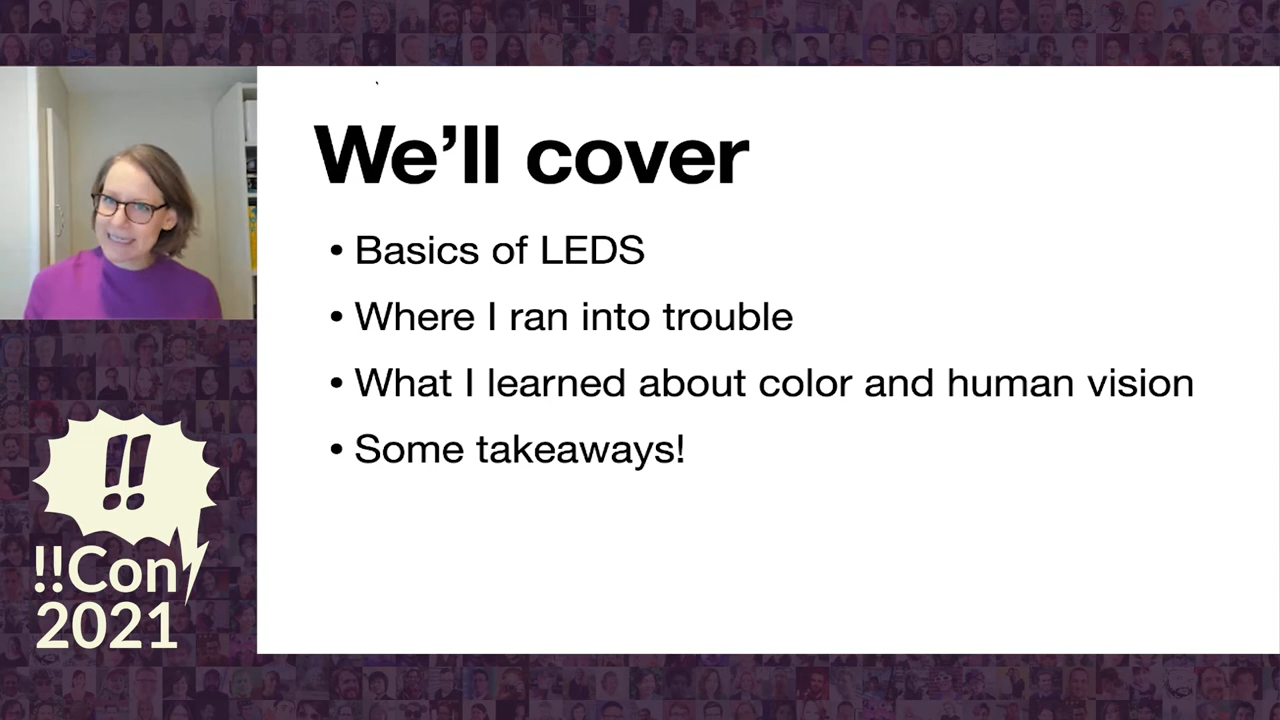 We'll cover
• Basics of LEDS
• Where I ran into trouble
• What I learned about color and human vision
• Some takeaways!
!!
!!Con
2021